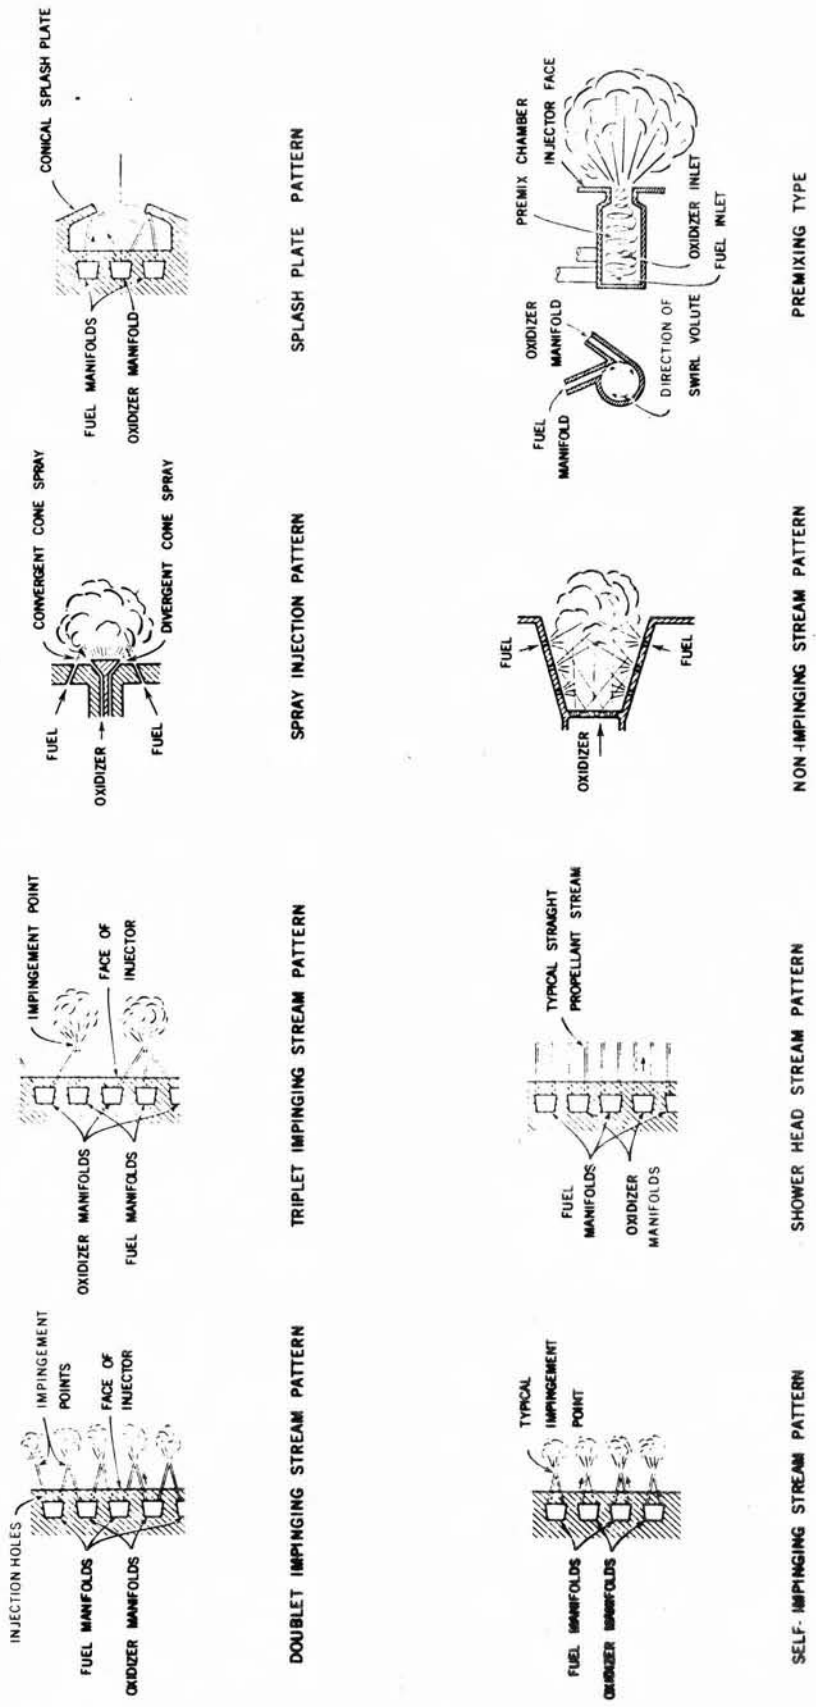 INJECTION HOLES
IMPINGEMENT
POINTS
FACE OF
INJECTOR
FUEL MANIFOLDS
OXIDIZER MANIFOLDS
DOUBLET IMPINGING STREAM PATTERN
IMPINGEMENT POINT
FACE OF
INJECTOR
OXIDIZER MANIFOLDS
FUEL MANIFOLDS
TRIPLET IMPINGING STREAM PATTERN
CONVERGENT CONE SPRAY
FUEL
OXIDIZER
FUEL
DIVERGENT CONE SPRAY
SPRAY INJECTION PATTERN
CONICAL SPLASH PLATE
FUEL MANIFOLDS
OXIDIZER MANIFOLD
SPLASH PLATE PATTERN
TYPICAL
IMPINGEMENT
POINT
FUEL MANIFOLDS
OXIDIZER MANIFOLDS
SELF-IMPINGING STREAM PATTERN
TYPICAL STRAIGHT
PROPELLANT STREAM
FUEL
MANIFOLDS
OXIDIZER
MANIFOLDS
SHOWER HEAD STREAM PATTERN
FUEL
OXIDIZER
FUEL
NON-IMPINGING STREAM PATTERN
FUEL
MANIFOLD
OXIDIZER
MANIFOLD
DIRECTION OF
SWIRL VOLUTE
PREMIX CHAMBER
INJECTOR FACE
OXIDIZER INLET
FUEL INLET
PREMIXING TYPE